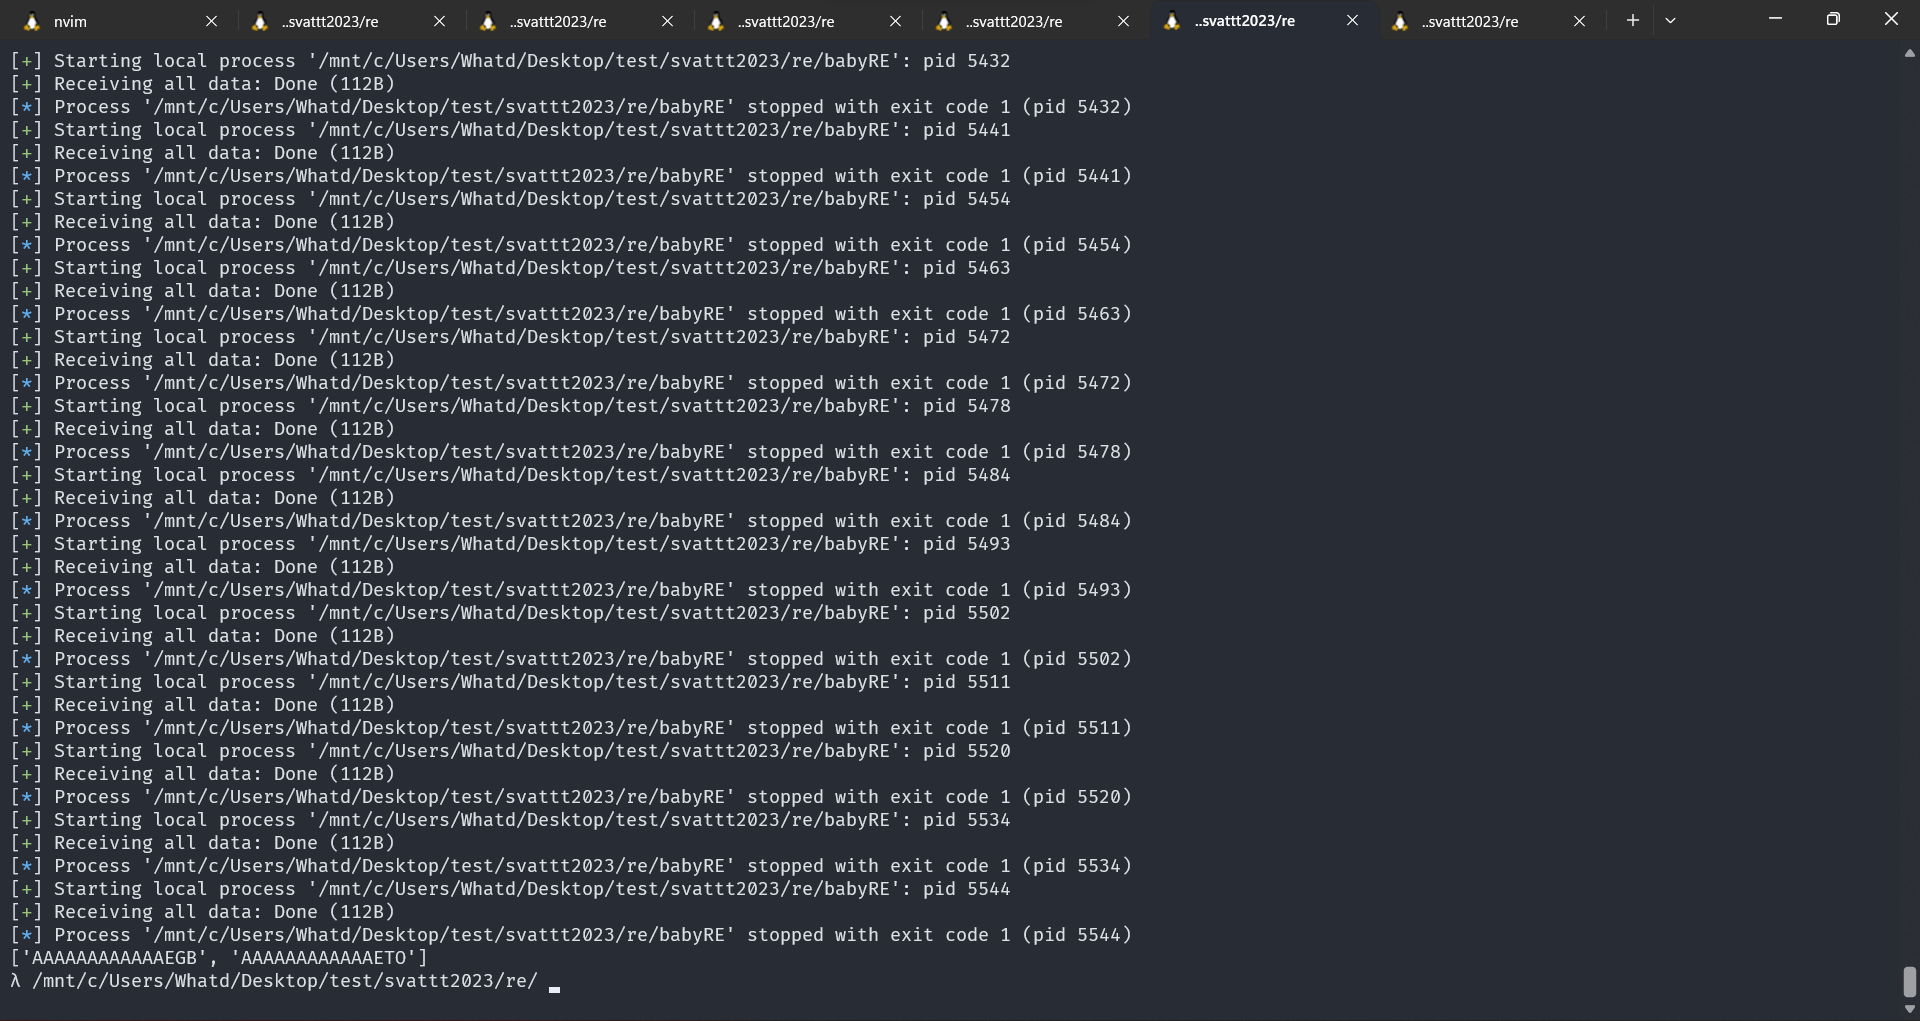 nvim
..svattt2023/re
..svattt2023/re
..svattt2023/re
..svattt2023/re
..svattt2023/re
..svattt2023/re
[+] Starting local process '/mnt/c/Users/Whatd/Desktop/test/svattt2023/re/babyRE': pid 5432
[+] Receiving all data: Done (112B)
[*] Process '/mnt/c/Users/Whatd/Desktop/test/svattt2023/re/babyRE' stopped with exit code 1 (pid 5432)
[+] Starting local process '/mnt/c/Users/Whatd/Desktop/test/svattt2023/re/babyRE': pid 5441
[+] Receiving all data: Done (112B)
[*] Process '/mnt/c/Users/Whatd/Desktop/test/svattt2023/re/babyRE' stopped with exit code 1 (pid 5441)
[+] Starting local process '/mnt/c/Users/Whatd/Desktop/test/svattt2023/re/babyRE': pid 5454
[+] Receiving all data: Done (112B)
[*] Process '/mnt/c/Users/Whatd/Desktop/test/svattt2023/re/babyRE' stopped with exit code 1 (pid 5454)
[+] Starting local process '/mnt/c/Users/Whatd/Desktop/test/svattt2023/re/babyRE': pid 5463
[+] Receiving all data: Done (112B)
[*] Process '/mnt/c/Users/Whatd/Desktop/test/svattt2023/re/babyRE' stopped with exit code 1 (pid 5463)
[+] Starting local process '/mnt/c/Users/Whatd/Desktop/test/svattt2023/re/babyRE': pid 5472
[+] Receiving all data: Done (112B)
[*] Process '/mnt/c/Users/Whatd/Desktop/test/svattt2023/re/babyRE' stopped with exit code 1 (pid 5472)
[+] Starting local process '/mnt/c/Users/Whatd/Desktop/test/svattt2023/re/babyRE': pid 5478
[+] Receiving all data: Done (112B)
[*] Process '/mnt/c/Users/Whatd/Desktop/test/svattt2023/re/babyRE' stopped with exit code 1 (pid 5478)
[+] Starting local process '/mnt/c/Users/Whatd/Desktop/test/svattt2023/re/babyRE': pid 5484
[+] Receiving all data: Done (112B)
[*] Process '/mnt/c/Users/Whatd/Desktop/test/svattt2023/re/babyRE' stopped with exit code 1 (pid 5484)
[+] Starting local process '/mnt/c/Users/Whatd/Desktop/test/svattt2023/re/babyRE': pid 5493
[+] Receiving all data: Done (112B)
[*] Process '/mnt/c/Users/Whatd/Desktop/test/svattt2023/re/babyRE' stopped with exit code 1 (pid 5493)
[+] Starting local process '/mnt/c/Users/Whatd/Desktop/test/svattt2023/re/babyRE': pid 5502
[+] Receiving all data: Done (112B)
[*] Process '/mnt/c/Users/Whatd/Desktop/test/svattt2023/re/babyRE' stopped with exit code 1 (pid 5502)
[+] Starting local process '/mnt/c/Users/Whatd/Desktop/test/svattt2023/re/babyRE': pid 5511
[+] Receiving all data: Done (112B)
[*] Process '/mnt/c/Users/Whatd/Desktop/test/svattt2023/re/babyRE' stopped with exit code 1 (pid 5511)
[+] Starting local process '/mnt/c/Users/Whatd/Desktop/test/svattt2023/re/babyRE': pid 5520
[+] Receiving all data: Done (112B)
[*] Process '/mnt/c/Users/Whatd/Desktop/test/svattt2023/re/babyRE' stopped with exit code 1 (pid 5520)
[+] Starting local process '/mnt/c/Users/Whatd/Desktop/test/svattt2023/re/babyRE': pid 5534
[+] Receiving all data: Done (112B)
[*] Process '/mnt/c/Users/Whatd/Desktop/test/svattt2023/re/babyRE' stopped with exit code 1 (pid 5534)
[+] Starting local process '/mnt/c/Users/Whatd/Desktop/test/svattt2023/re/babyRE': pid 5544
[+] Receiving all data: Done (112B)
[*] Process '/mnt/c/Users/Whatd/Desktop/test/svattt2023/re/babyRE' stopped with exit code 1 (pid 5544)
['AAAAAAAAAAAAEGB', 'AAAAAAAAAAAAETO']
λ /mnt/c/Users/Whatd/Desktop/test/svattt2023/re/